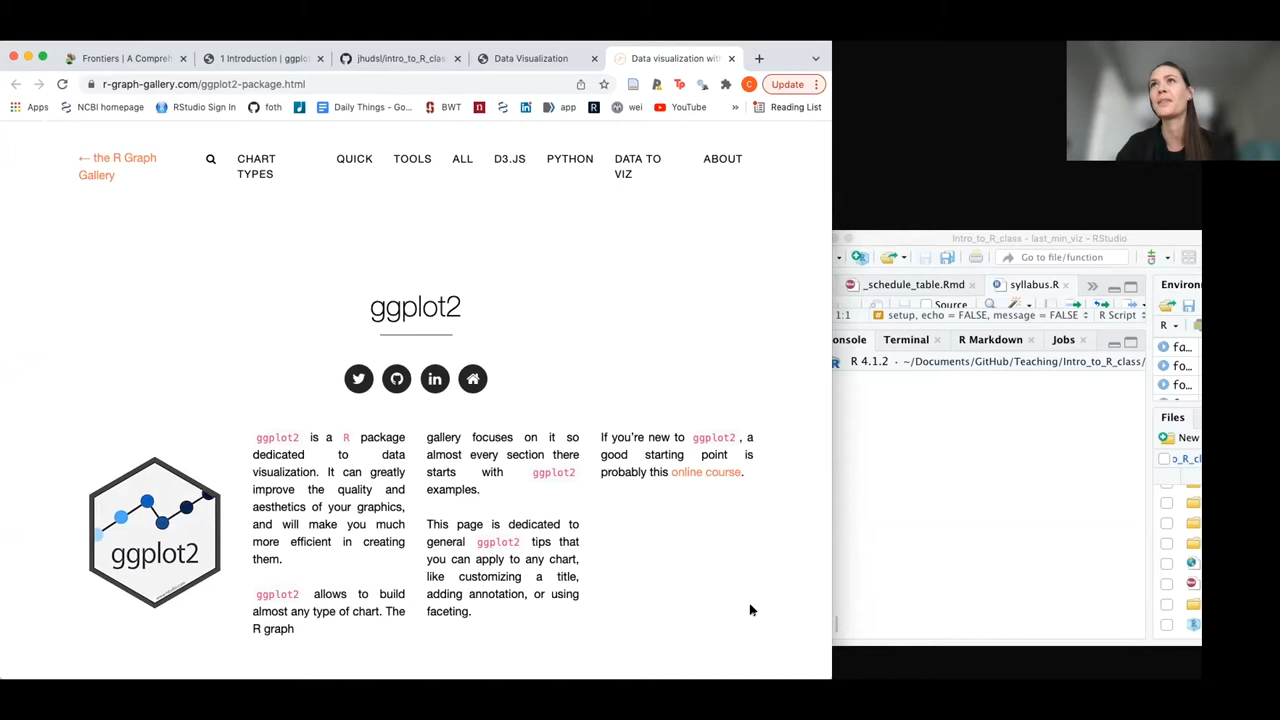 Frontiers | A Compreh
1 Introduction | ggplot
jhudsl/intro_to_R_clas
Data Visualization
Data visualization with
r-graph-gallery.com/ggplot2-package.html
Update
Apps
NCBI homepage
RStudio Sign In
foth
Daily Things - Go...
BWT
app
wei
YouTube
»
Reading List
← the R Graph
Gallery
CHART
TYPES
QUICK
TOOLS
ALL
D3.JS
PYTHON
DATA TO
VIZ
ABOUT
ggplot2
ggplot2 is a R package
dedicated to data
visualization. It can greatly
improve the quality and
aesthetics of your graphics,
and will make you much
more efficient in creating
them.
ggplot2 allows to build
almost any type of chart. The
R graph
gallery focuses on it so
almost every section there
starts with ggplot2
examples.
This page is dedicated to
general ggplot2 tips that
you can apply to any chart,
like customizing a title,
adding annotation, or using
faceting.
If you're new to ggplot2, a
good starting point is
probably this online course.
ggplot2
Intro_to_R_class - last_min_viz - RStudio
Go to file/function
_schedule_table.Rmd
syllabus.R
Source
1:1
# setup, echo = FALSE, message = FALSE
R Script
onsole
Terminal
R Markdown
Jobs
R 4.1.2 · ~/Documents/GitHub/Teaching/Intro_to_R_class/
Environ
R
fa...
fo...
fo...
Files
New
o_R_cl